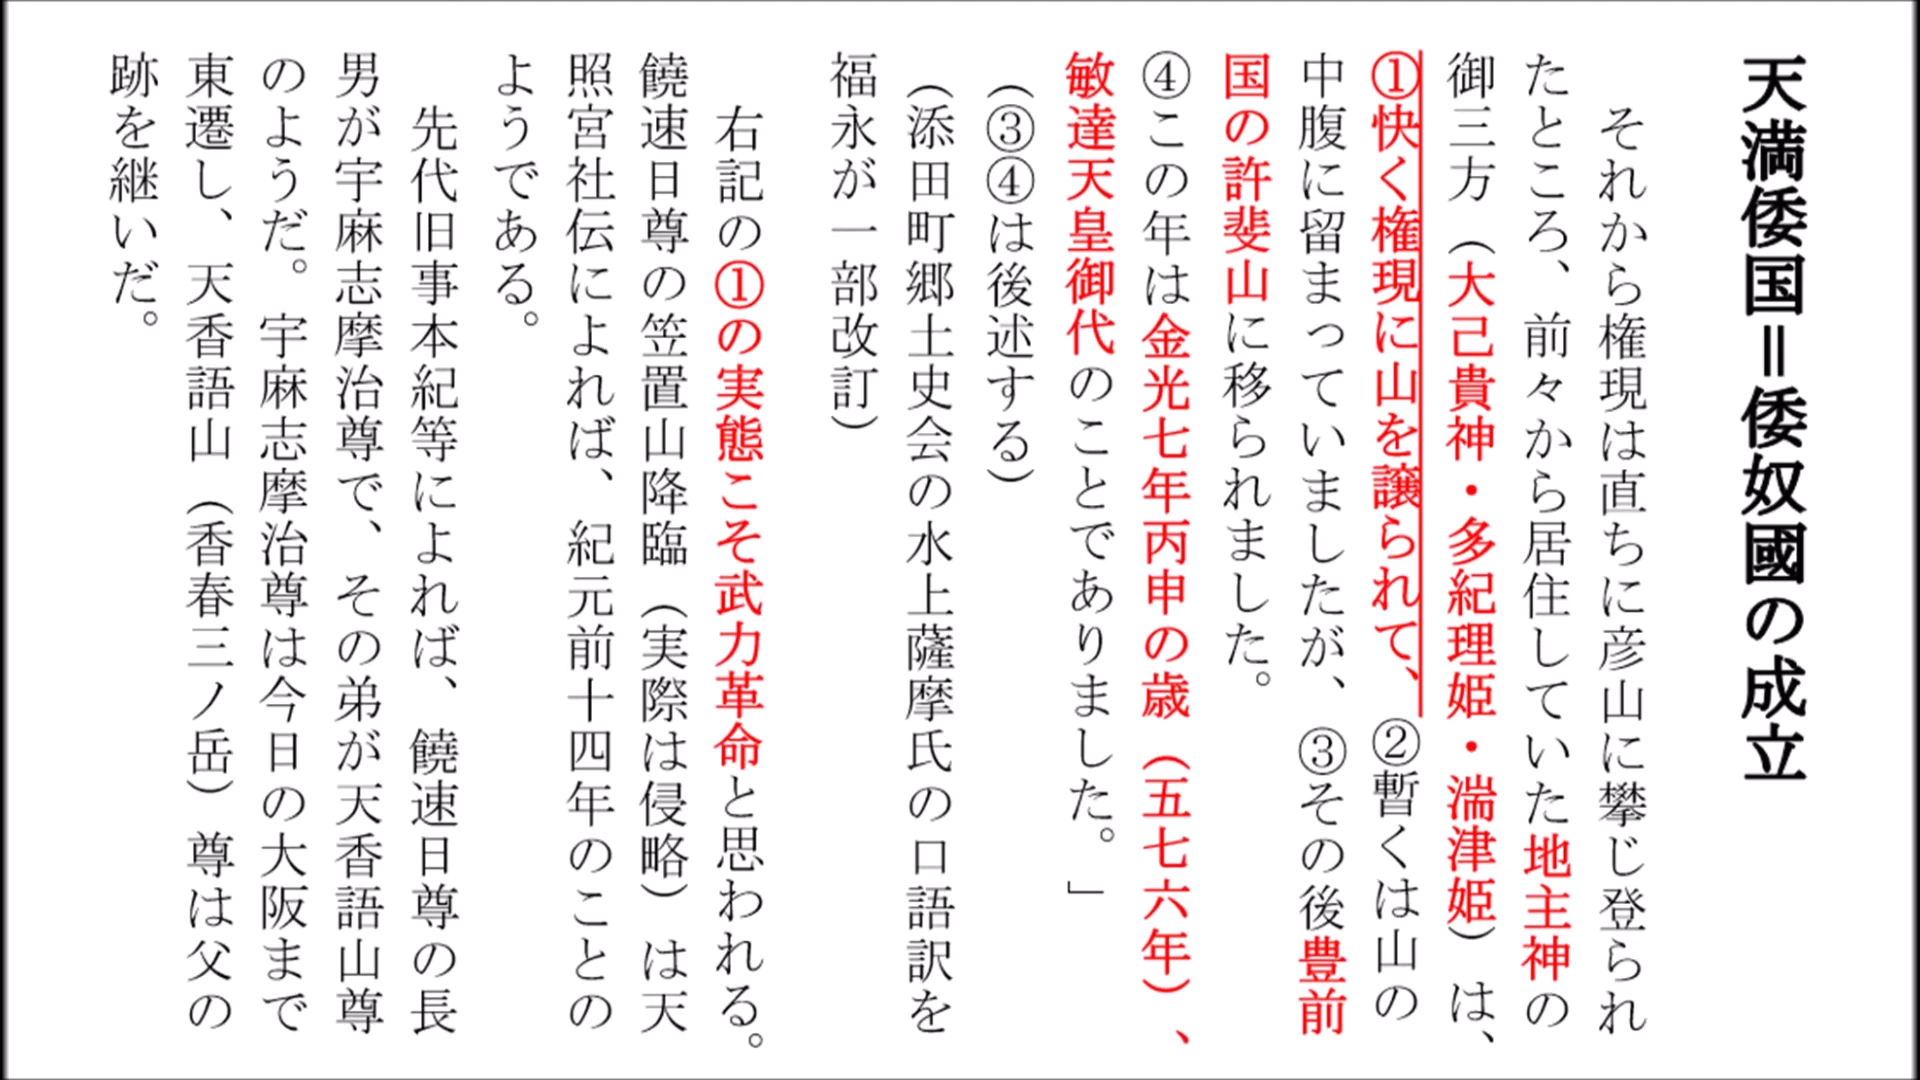 天満倭国＝倭奴國の成立
　それから権現は直ちに彦山に攀じ登られ
たところ、前々から居住していた地主神の
御三方（大己貴神・多紀理姫・湍津姫）は、
①快く権現に山を譲られて、②暫くは山の
中腹に留まっていましたが、③その後豊前
国の許斐山に移られました。
④この年は金光七年丙申の歳（五七六年）、
敏達天皇御代のことでありました。」
（③④は後述する）
（添田町郷土史会の水上薩摩氏の口語訳を
福永が一部改訂）
　右記の①の実態こそ武力革命と思われる。
饒速日尊の笠置山降臨（実際は侵略）は天
照宮社伝によれば、紀元前十四年のことの
ようである。
　先代旧事本紀等によれば、饒速日尊の長
男が宇麻志摩治尊で、その弟が天香語山尊
のようだ。宇麻志摩治尊は今日の大阪まで
東遷し、天香語山（香春三ノ岳）尊は父の
跡を継いだ。